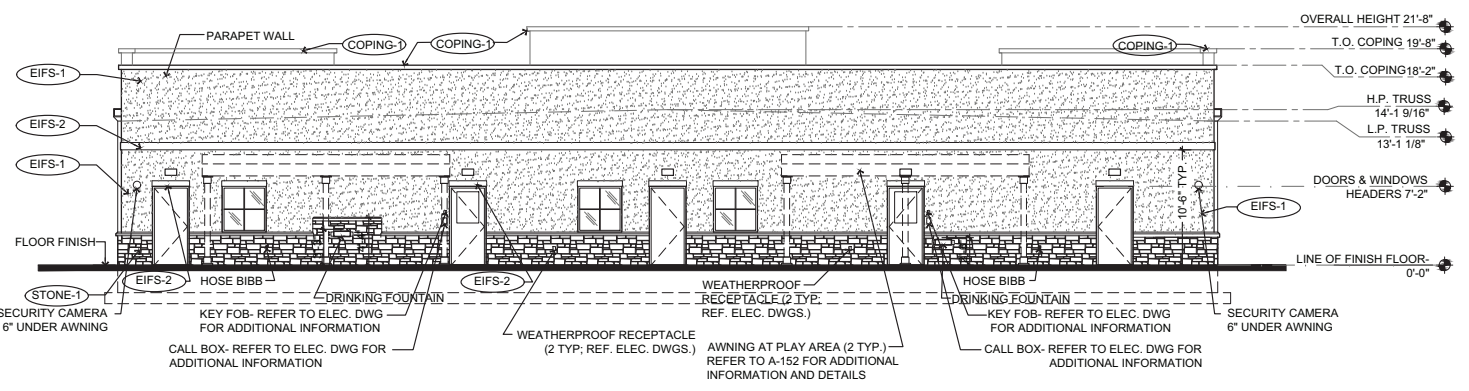 OVERALL HEIGHT 21'-8"
PARAPET WALL
COPING-1
COPING-1
COPING-1
T.O. COPING 19'-8"
EIFS-1
T.O. COPING18'-2"
H.P. TRUSS
14'-1 9/16"
EIFS-2
L.P. TRUSS
13'-1 1/8"
EIFS-1
10'-6" TYP.
DOORS & WINDOWS
HEADERS 7'-2"
EIFS-1
FLOOR FINISH
LINE OF FINISH FLOOR-
0'-0"
EIFS-2
HOSE BIBB
EIFS-2
HOSE BIBB
STONE-1
DRINKING FOUNTAIN
WEATHERPROOF
RECEPTACLE (2 TYP;
REF. ELEC. DWGS.)
DRINKING FOUNTAIN
SECURITY CAMERA
6" UNDER AWNING
KEY FOB- REFER TO ELEC. DWG
FOR ADDITIONAL INFORMATION
KEY FOB- REFER TO ELEC. DWG
FOR ADDITIONAL INFORMATION
SECURITY CAMERA
6" UNDER AWNING
WEATHERPROOF RECEPTACLE
(2 TYP; REF. ELEC. DWGS.)
CALL BOX- REFER TO ELEC. DWG FOR
ADDITIONAL INFORMATION
AWNING AT PLAY AREA (2 TYP.)
REFER TO A-152 FOR ADDITIONAL
INFORMATION AND DETAILS
CALL BOX- REFER TO ELEC. DWG FOR
ADDITIONAL INFORMATION